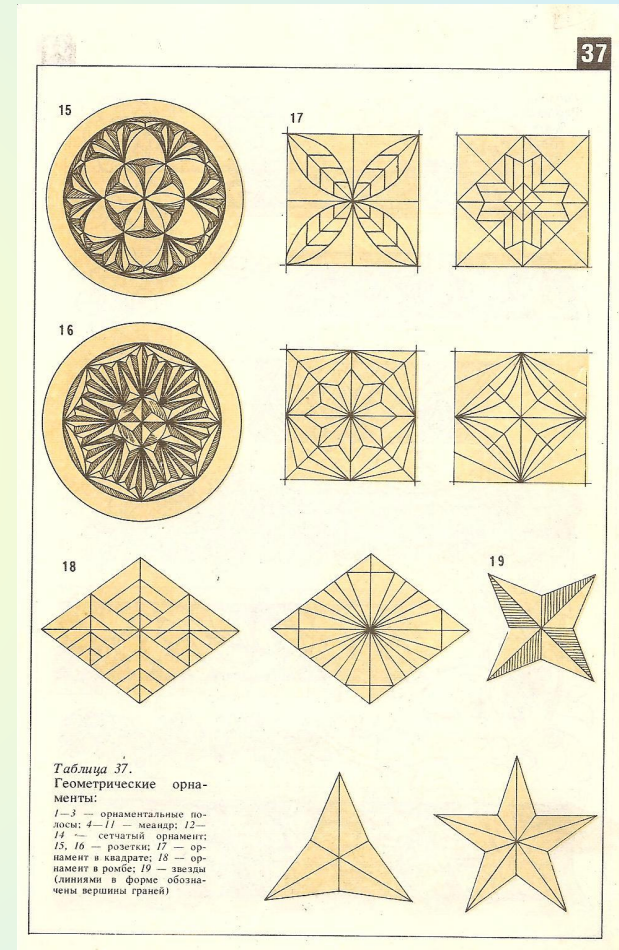 37
15
17
16
18
19
Таблица 37.
Геометрические орна-
менты:
1—3 — орнаментальные по-
лосы; 4—11 — меандр; 12—
14 — сетчатый орнамент;
15, 16 — розетки; 17 — ор-
намент в квадрате; 18 — ор-
намент в ромбе; 19 — звезды
(линиями в форме обозна-
чены вершины граней)